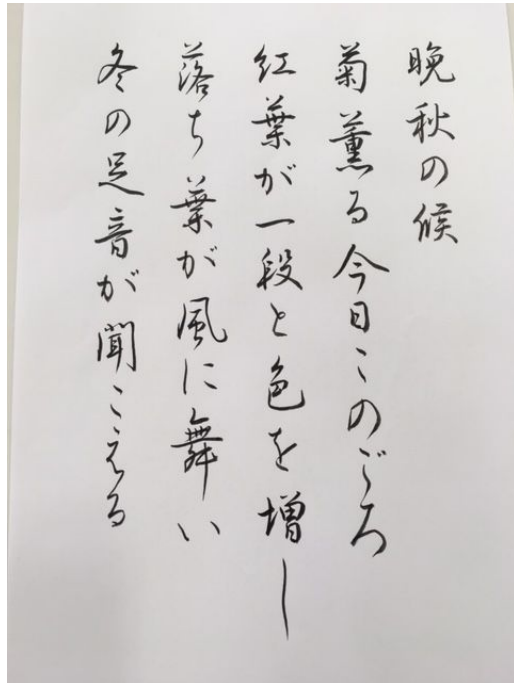 晩秋の候
菊薫る今日このごろ
紅葉が一段と色を増し
落ち葉が風に舞い
冬の足音が聞こえる